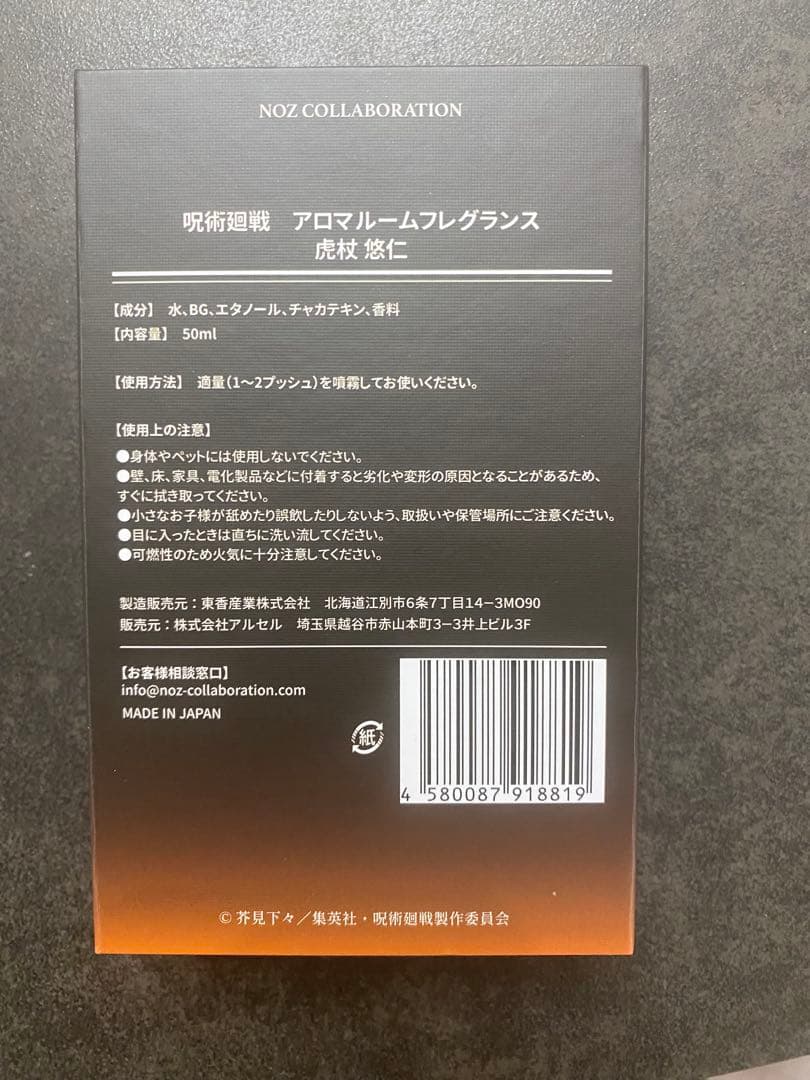 NOZ COLLABORATION
呪術廻戦　アロマルームフレグランス
虎杖 悠仁
【成分】　水、BG、エタノール、チャカテキン、香料
【内容量】　50ml
【使用方法】　適量（1〜2プッシュ）を噴霧してお使いください。
【使用上の注意】
●身体やペットには使用しないでください。
●壁、床、家具、電化製品などに付着すると劣化や変形の原因となることがあるため、
すぐに拭き取ってください。
●小さなお子様が舐めたり誤飲したりしないよう、取扱いや保管場所にご注意ください。
●目に入ったときは直ちに洗い流してください。
●可燃性のため火気に十分注意してください。
製造販売元：東香産業株式会社　北海道江別市6条7丁目14−3MO90
販売元：株式会社アルセル　埼玉県越谷市赤山本町3−3井上ビル3F
【お客様相談窓口】
info@noz-collaboration.com
MADE IN JAPAN
紙
4 580087 918819
© 芥見下々／集英社・呪術廻戦製作委員会